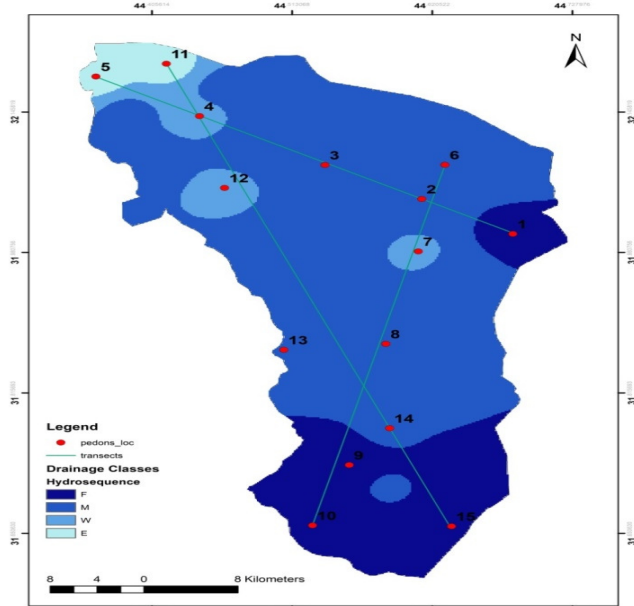 44
44
44
44
11
5
32
4
3
6
12
2
1
7
31
8
13
31
14
Legend
pedons_loc
transects
Drainage Classes
Hydrosequence
F
M
W
E
9
10
15
31
8 4 0 8 Kilometers
N